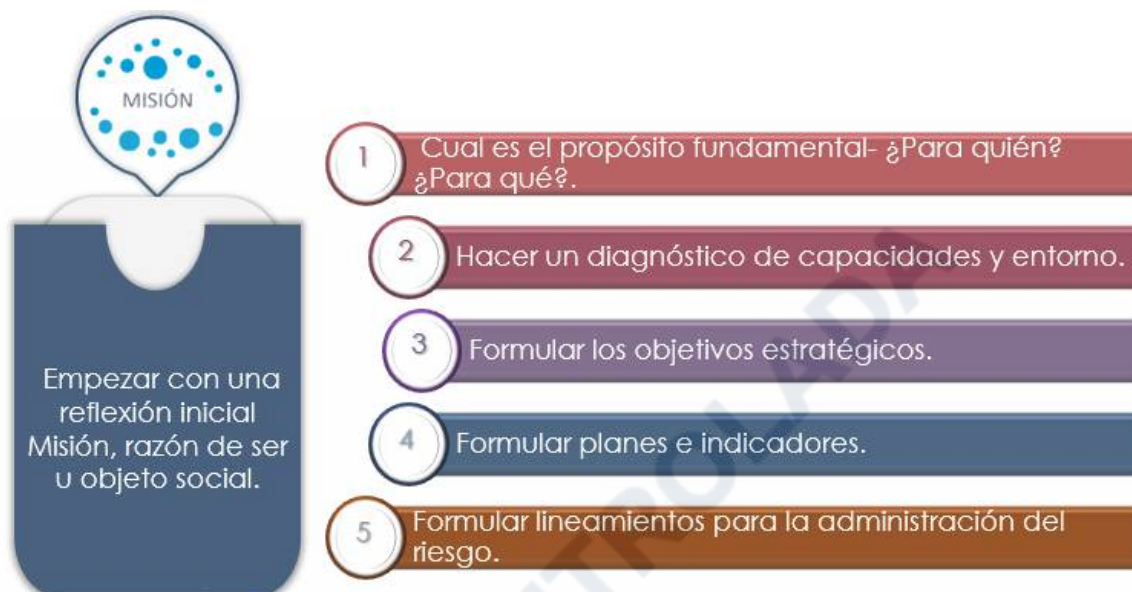 MISIÓN
Empezar con una
reflexión inicial
Misión, razón de ser
u objeto social.
1
Cual es el propósito fundamental- ¿Para quién?
¿Para qué?.
2
Hacer un diagnóstico de capacidades y entorno.
3
Formular los objetivos estratégicos.
4
Formular planes e indicadores.
5
Formular lineamientos para la administración del
riesgo.
NTROLADA